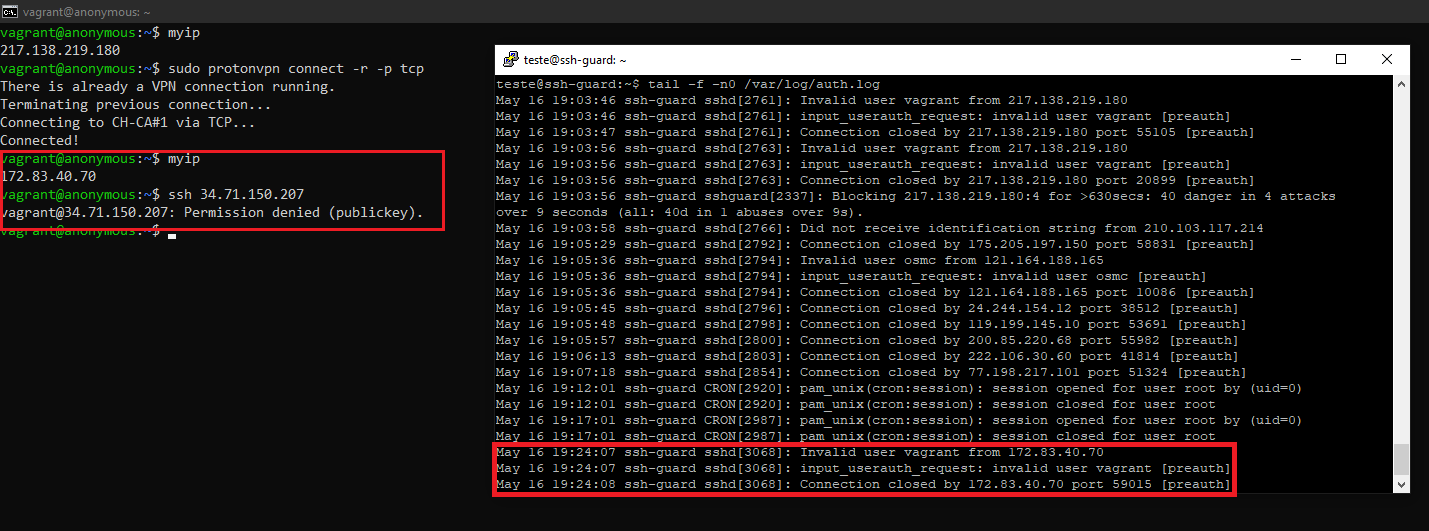 vagrant@anonymous: ~
vagrant@anonymous:~$ myip
217.138.219.180
vagrant@anonymous:~$ sudo protonvpn connect -r -p tcp
There is already a VPN connection running.
Terminating previous connection...
Connecting to CH-CA#1 via TCP...
Connected!
vagrant@anonymous:~$ myip
172.83.40.70
vagrant@anonymous:~$ ssh 34.71.150.207
vagrant@34.71.150.207: Permission denied (publickey).
vagrant@anonymous:~$
teste@ssh-guard: ~
teste@ssh-guard:~$ tail -f -n0 /var/log/auth.log
May 16 19:03:46 ssh-guard sshd[2761]: Invalid user vagrant from 217.138.219.180
May 16 19:03:46 ssh-guard sshd[2761]: input_userauth_request: invalid user vagrant [preauth]
May 16 19:03:47 ssh-guard sshd[2761]: Connection closed by 217.138.219.180 port 55105 [preauth]
May 16 19:03:56 ssh-guard sshd[2763]: Invalid user vagrant from 217.138.219.180
May 16 19:03:56 ssh-guard sshd[2763]: input_userauth_request: invalid user vagrant [preauth]
May 16 19:03:56 ssh-guard sshd[2763]: Connection closed by 217.138.219.180 port 20899 [preauth]
May 16 19:03:56 ssh-guard sshguard[2337]: Blocking 217.138.219.180:4 for >630secs: 40 danger in 4 attacks
over 9 seconds (all: 40d in 1 abuses over 9s).
May 16 19:03:58 ssh-guard sshd[2766]: Did not receive identification string from 210.103.117.214
May 16 19:05:29 ssh-guard sshd[2792]: Connection closed by 175.205.197.150 port 58831 [preauth]
May 16 19:05:36 ssh-guard sshd[2794]: Invalid user osmc from 121.164.188.165
May 16 19:05:36 ssh-guard sshd[2794]: input_userauth_request: invalid user osmc [preauth]
May 16 19:05:36 ssh-guard sshd[2794]: Connection closed by 121.164.188.165 port 10086 [preauth]
May 16 19:05:45 ssh-guard sshd[2796]: Connection closed by 24.244.154.12 port 38512 [preauth]
May 16 19:05:48 ssh-guard sshd[2798]: Connection closed by 119.199.145.10 port 53691 [preauth]
May 16 19:05:57 ssh-guard sshd[2800]: Connection closed by 200.85.220.68 port 55982 [preauth]
May 16 19:06:13 ssh-guard sshd[2803]: Connection closed by 222.106.30.60 port 41814 [preauth]
May 16 19:07:18 ssh-guard sshd[2854]: Connection closed by 77.198.217.101 port 51324 [preauth]
May 16 19:12:01 ssh-guard CRON[2920]: pam_unix(cron:session): session opened for user root by (uid=0)
May 16 19:12:01 ssh-guard CRON[2920]: pam_unix(cron:session): session closed for user root
May 16 19:17:01 ssh-guard CRON[2987]: pam_unix(cron:session): session opened for user root by (uid=0)
May 16 19:17:01 ssh-guard CRON[2987]: pam_unix(cron:session): session closed for user root
May 16 19:24:07 ssh-guard sshd[3068]: Invalid user vagrant from 172.83.40.70
May 16 19:24:07 ssh-guard sshd[3068]: input_userauth_request: invalid user vagrant [preauth]
May 16 19:24:08 ssh-guard sshd[3068]: Connection closed by 172.83.40.70 port 59015 [preauth]